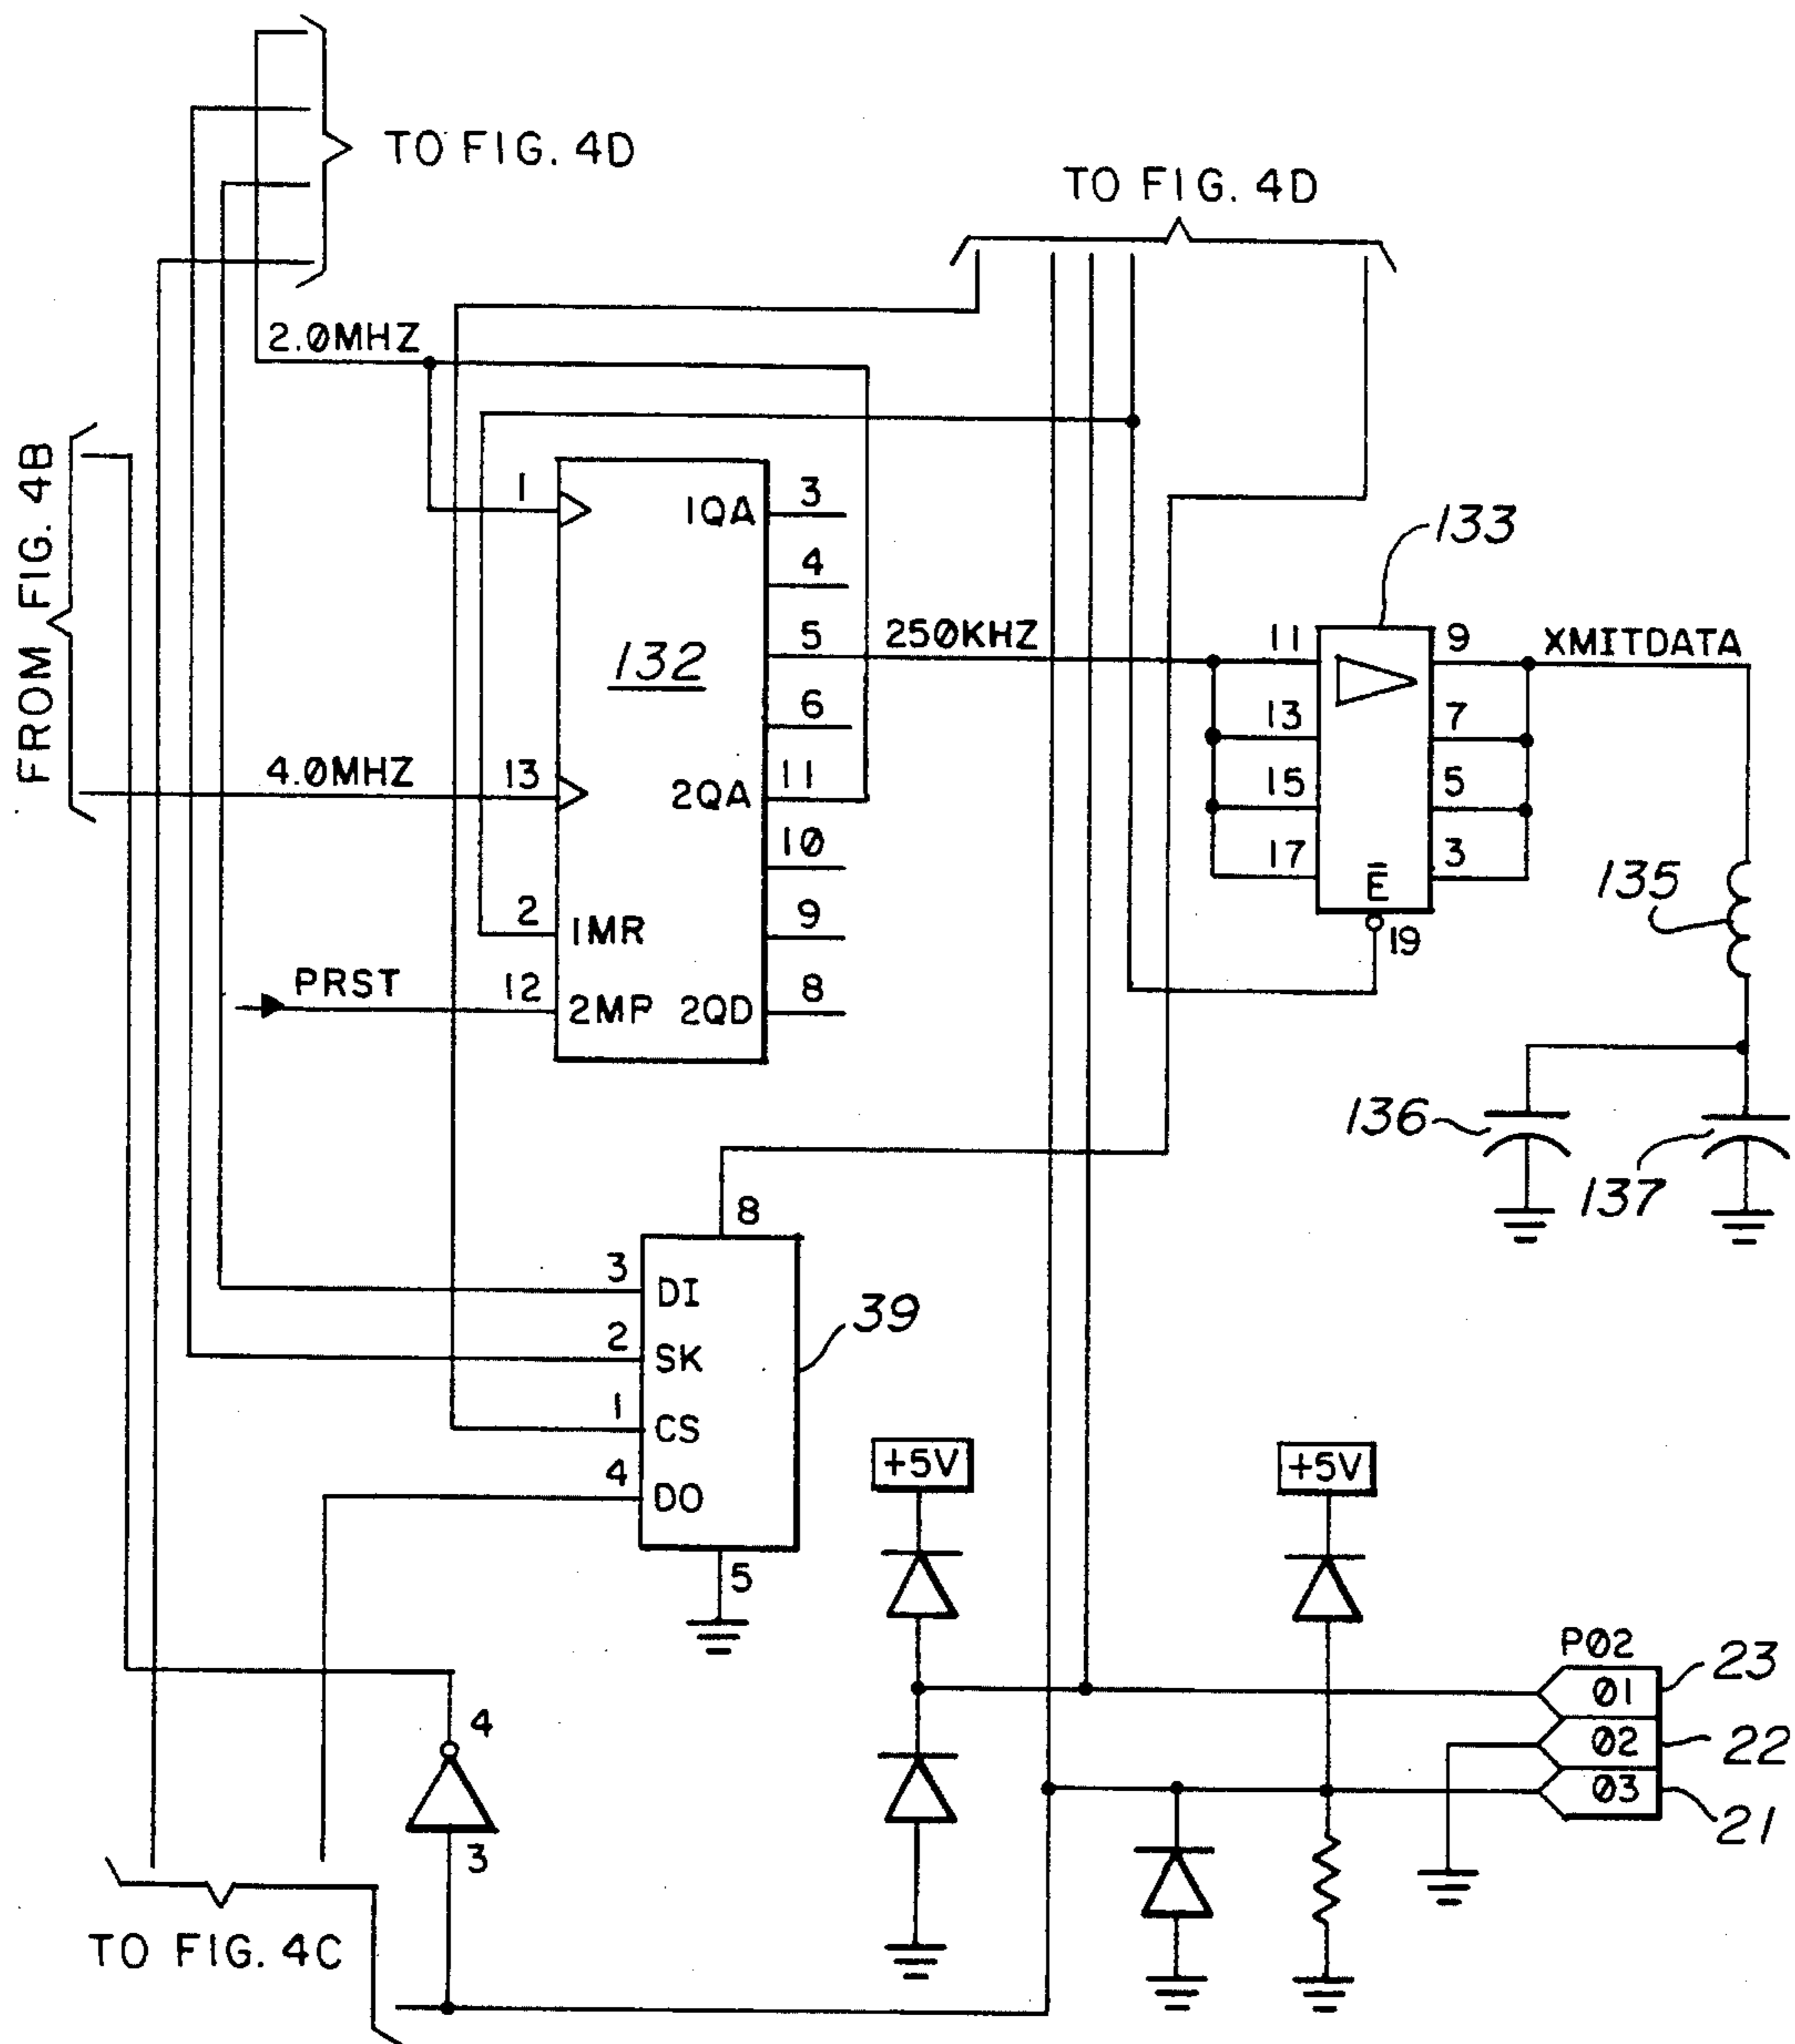 TO FIG. 4D
TO FIG. 4D
2.0MHZ
FROM FIG. 4B
1
1QA
3
4
133
5
250KHZ
11
9
XMITDATA
132
6
13
7
4.0MHZ
13
2QA
11
15
5
10
17
3
E̅
135
2
1MR
9
19
PRST
12
2MP
2QD
8
136
137
8
3
DI
39
2
SK
1
CS
+5V
+5V
4
DO
5
P02
23
01
4
02
22
03
21
3
TO FIG. 4C